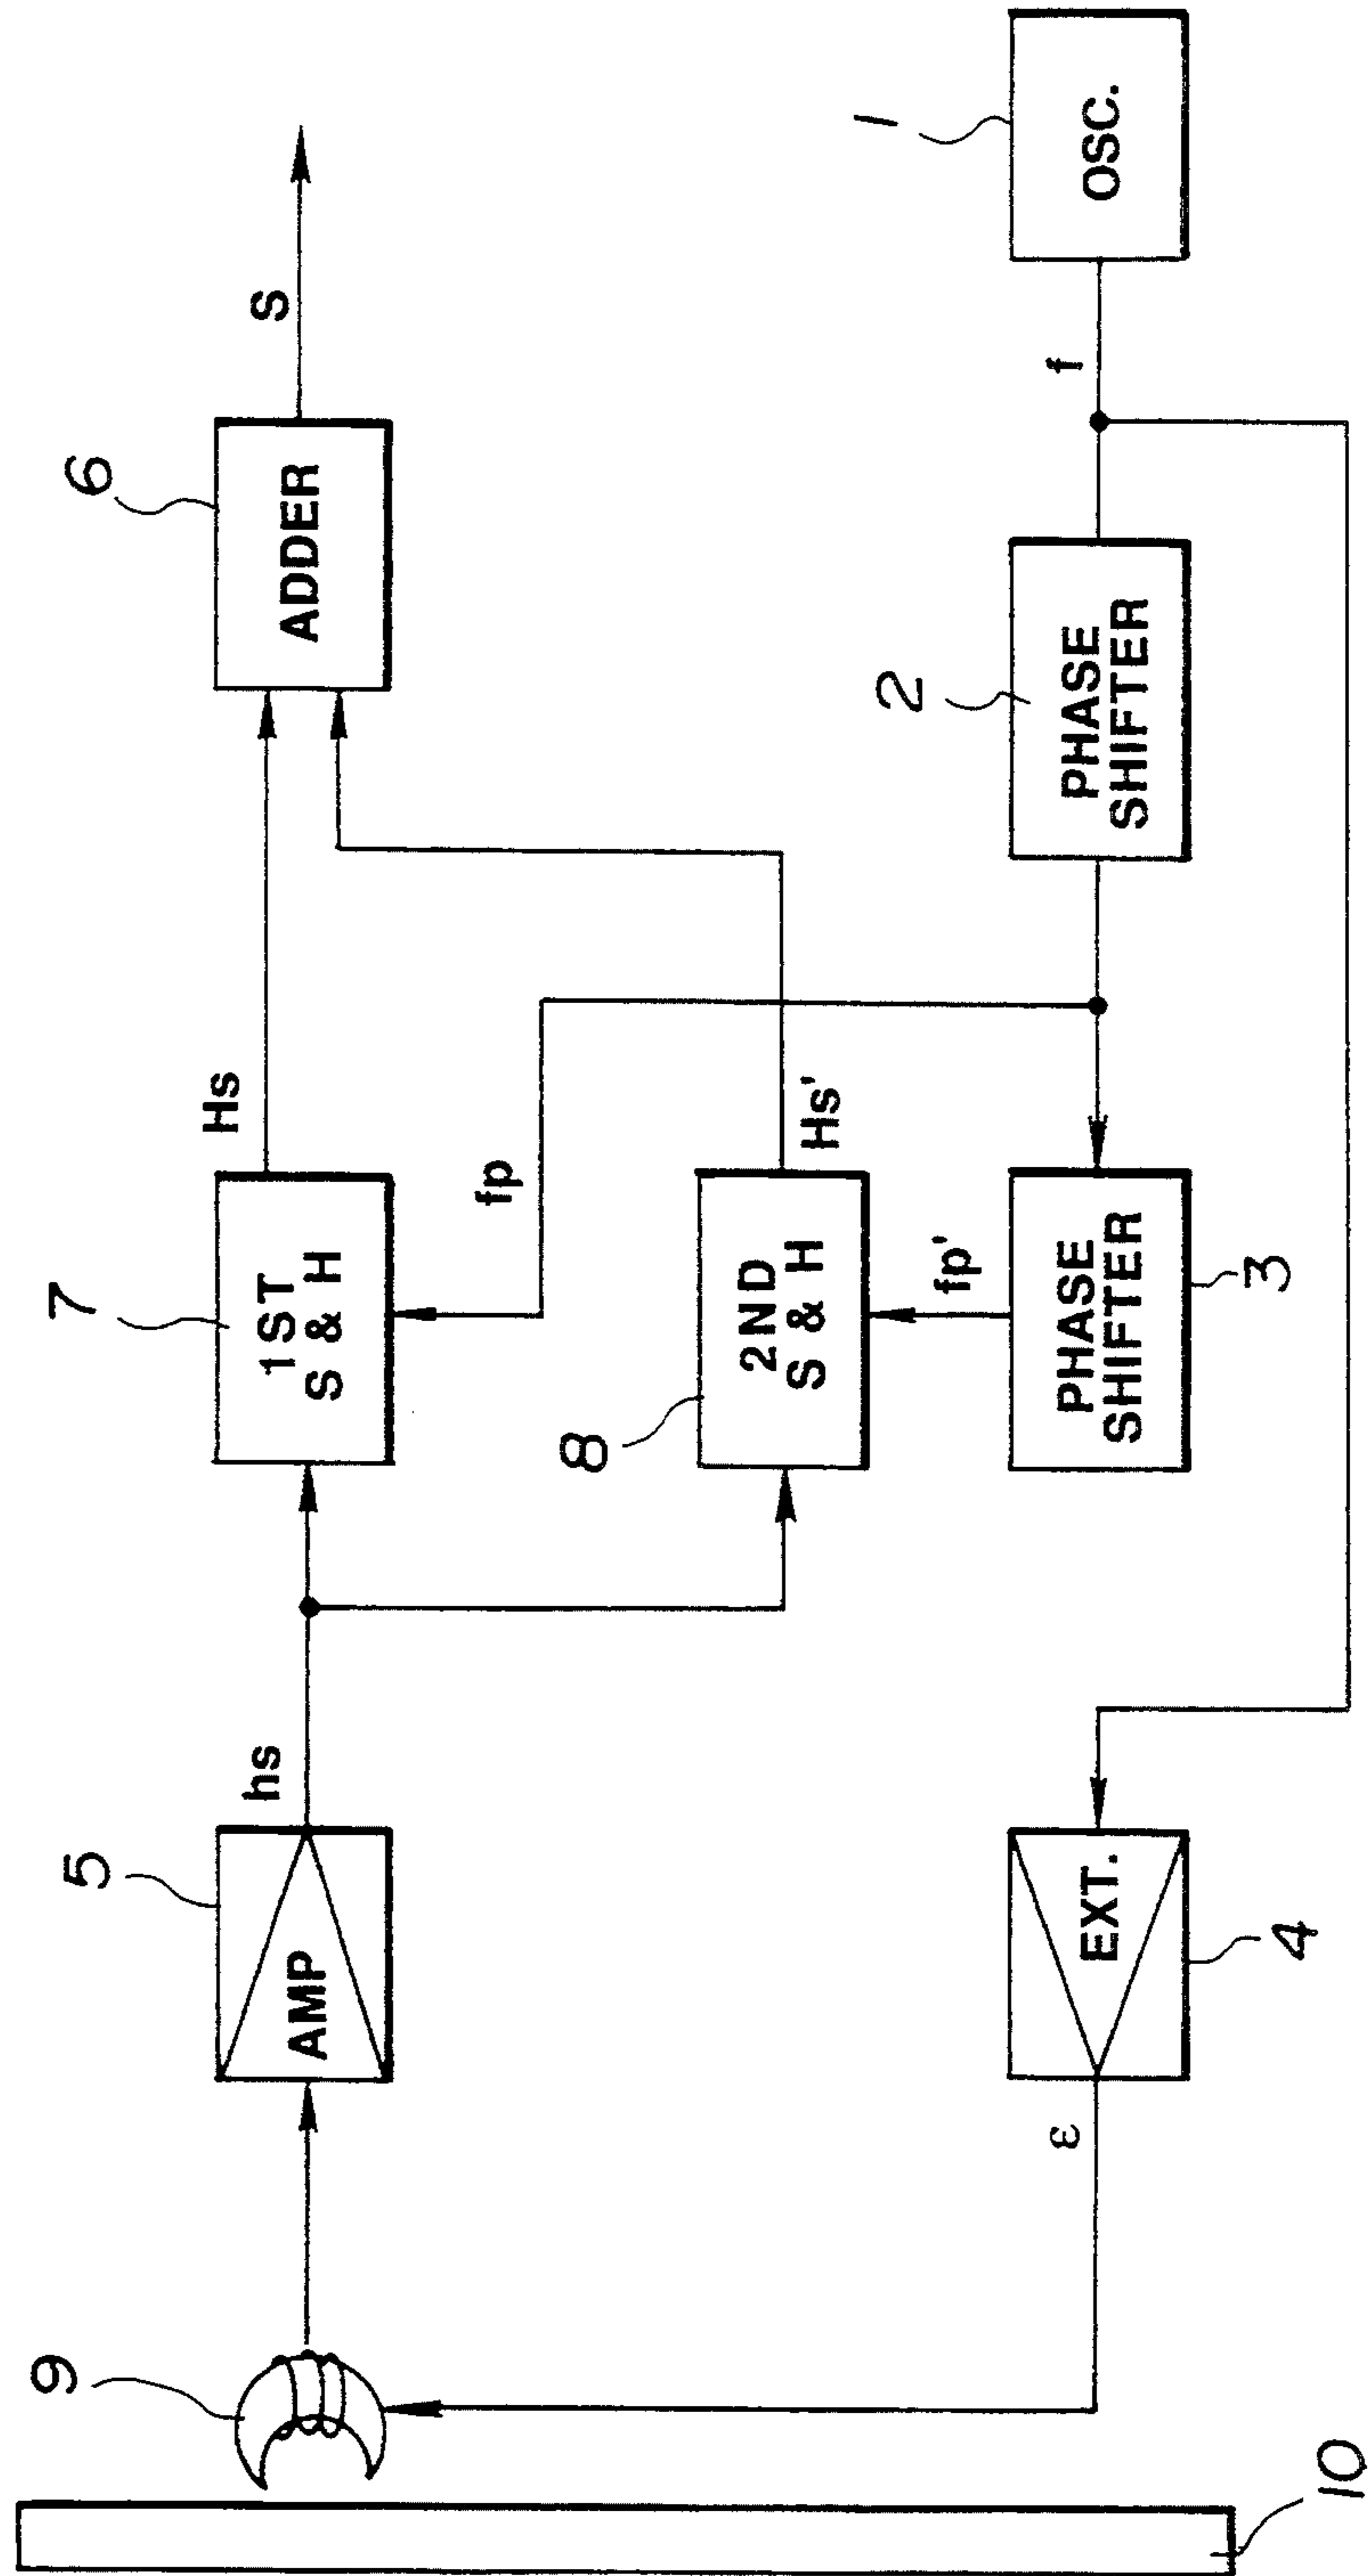 9
5
AMP
hs
7
1ST
S & H
Hs
6
ADDER
S
8
2ND
S & H
Hs'
fp
fp'
10
ε
EXT.
4
PHASE
SHIFTER
3
2
PHASE
SHIFTER
f
1
OSC.